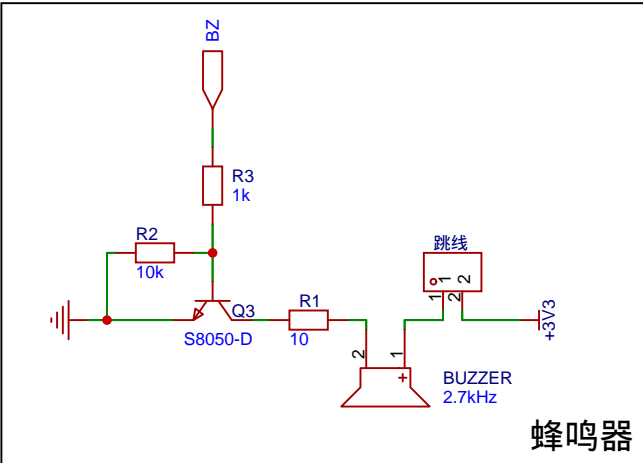 BZ
R3
1k
R2
10k
跳线
1 2
1 2
Q3
S8050-D
R1
10
+3V3
2 1
+
BUZZER
2.7kHz
蜂鸣器